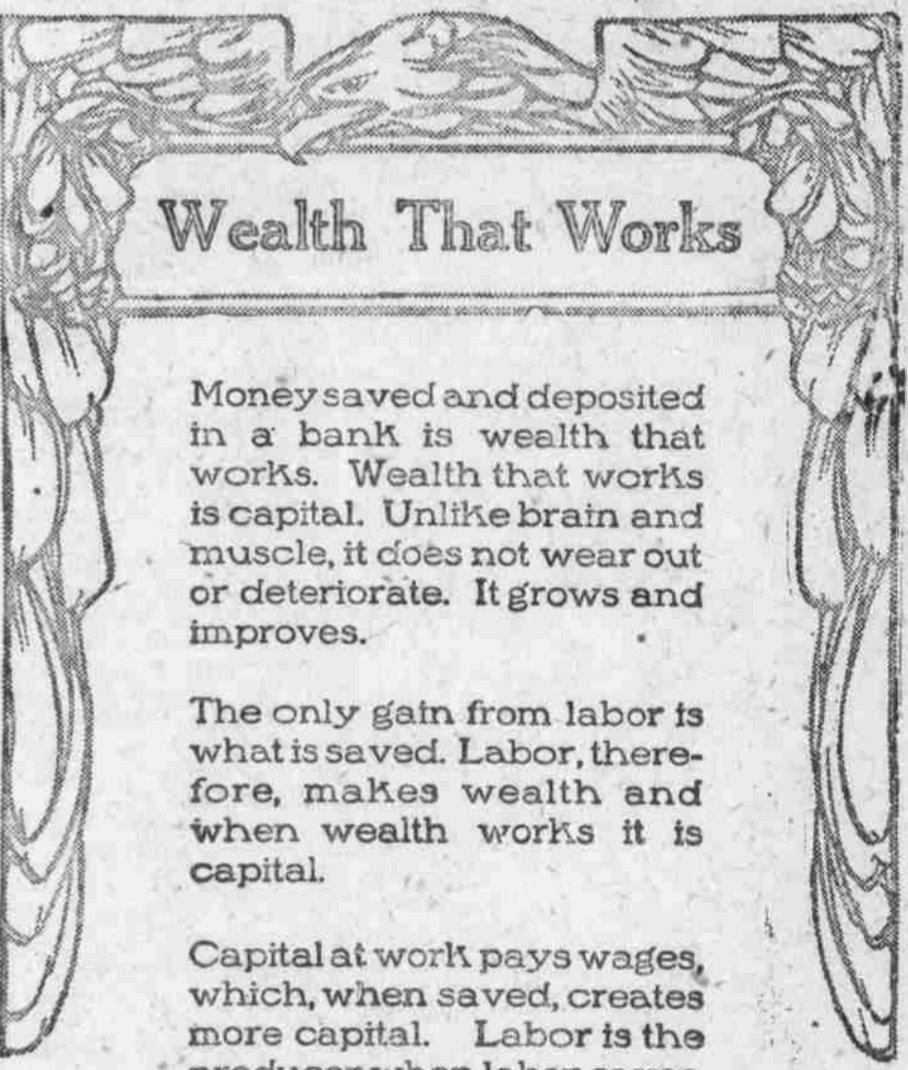 Wealth That Works
Money saved and deposited
in a bank is wealth that
works. Wealth that works
is capital. Unlike brain and
muscle, it does not wear out
or deteriorate. It grows and
improves.
The only gain from labor is
what is saved. Labor, there-
fore, makes wealth and
when wealth works it is
capital.
Capital at work pays wages,
which, when saved, creates
more capital. Labor is the
producer when labor